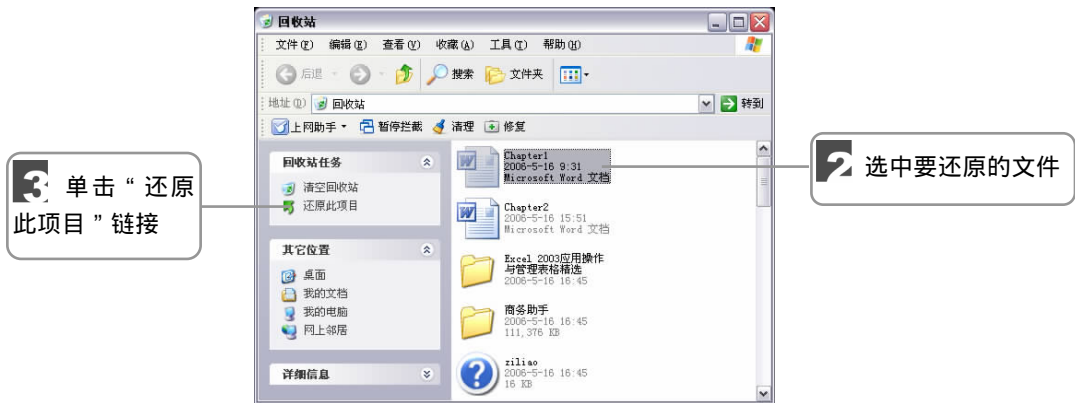 回收站
文件(F) 编辑(E) 查看(V) 收藏(A) 工具(T) 帮助(H)
后退 搜索 文件夹
地址(D) 回收站 转到
上网助手 暂停拦截 清理 修复
回收站任务
清空回收站
还原此项目
其它位置
桌面
我的文档
我的电脑
网上邻居
详细信息
Chapter1
2006-5-16 9:31
Microsoft Word 文档
Chapter2
2006-5-16 15:51
Microsoft Word 文档
Excel 2003应用操作
与管理表格精选
2006-5-16 16:45
商务助手
2006-5-16 16:45
111,376 KB
ziliao
2006-5-16 16:45
16 KB
2 选中要还原的文件
3 单击“还原
此项目”链接